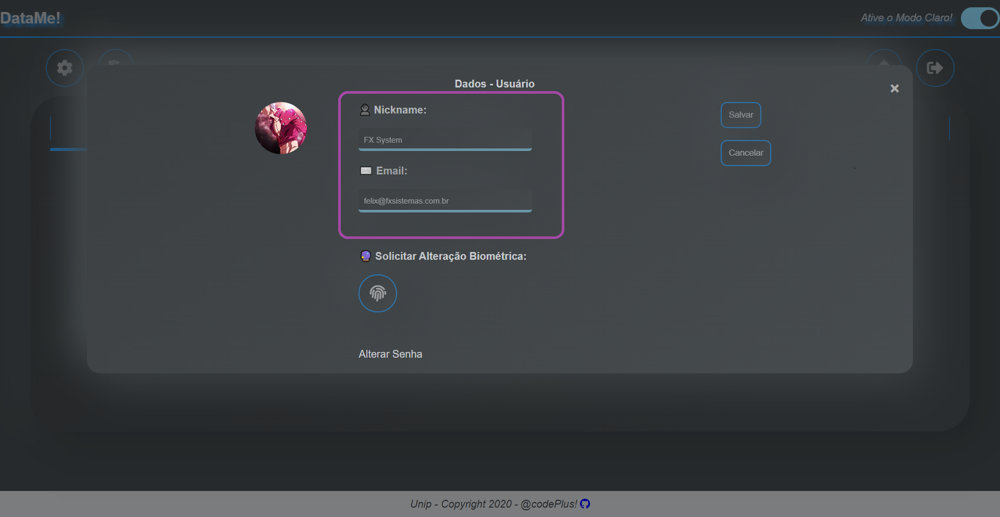 DataMe!
Ative o Modo Claro!
Dados - Usuário
Nickname:
FX System
Email:
felix@fxsistemas.com.br
Solicitar Alteração Biométrica:
Alterar Senha
Salvar
Cancelar
Unip - Copyright 2020 - @codePlus!